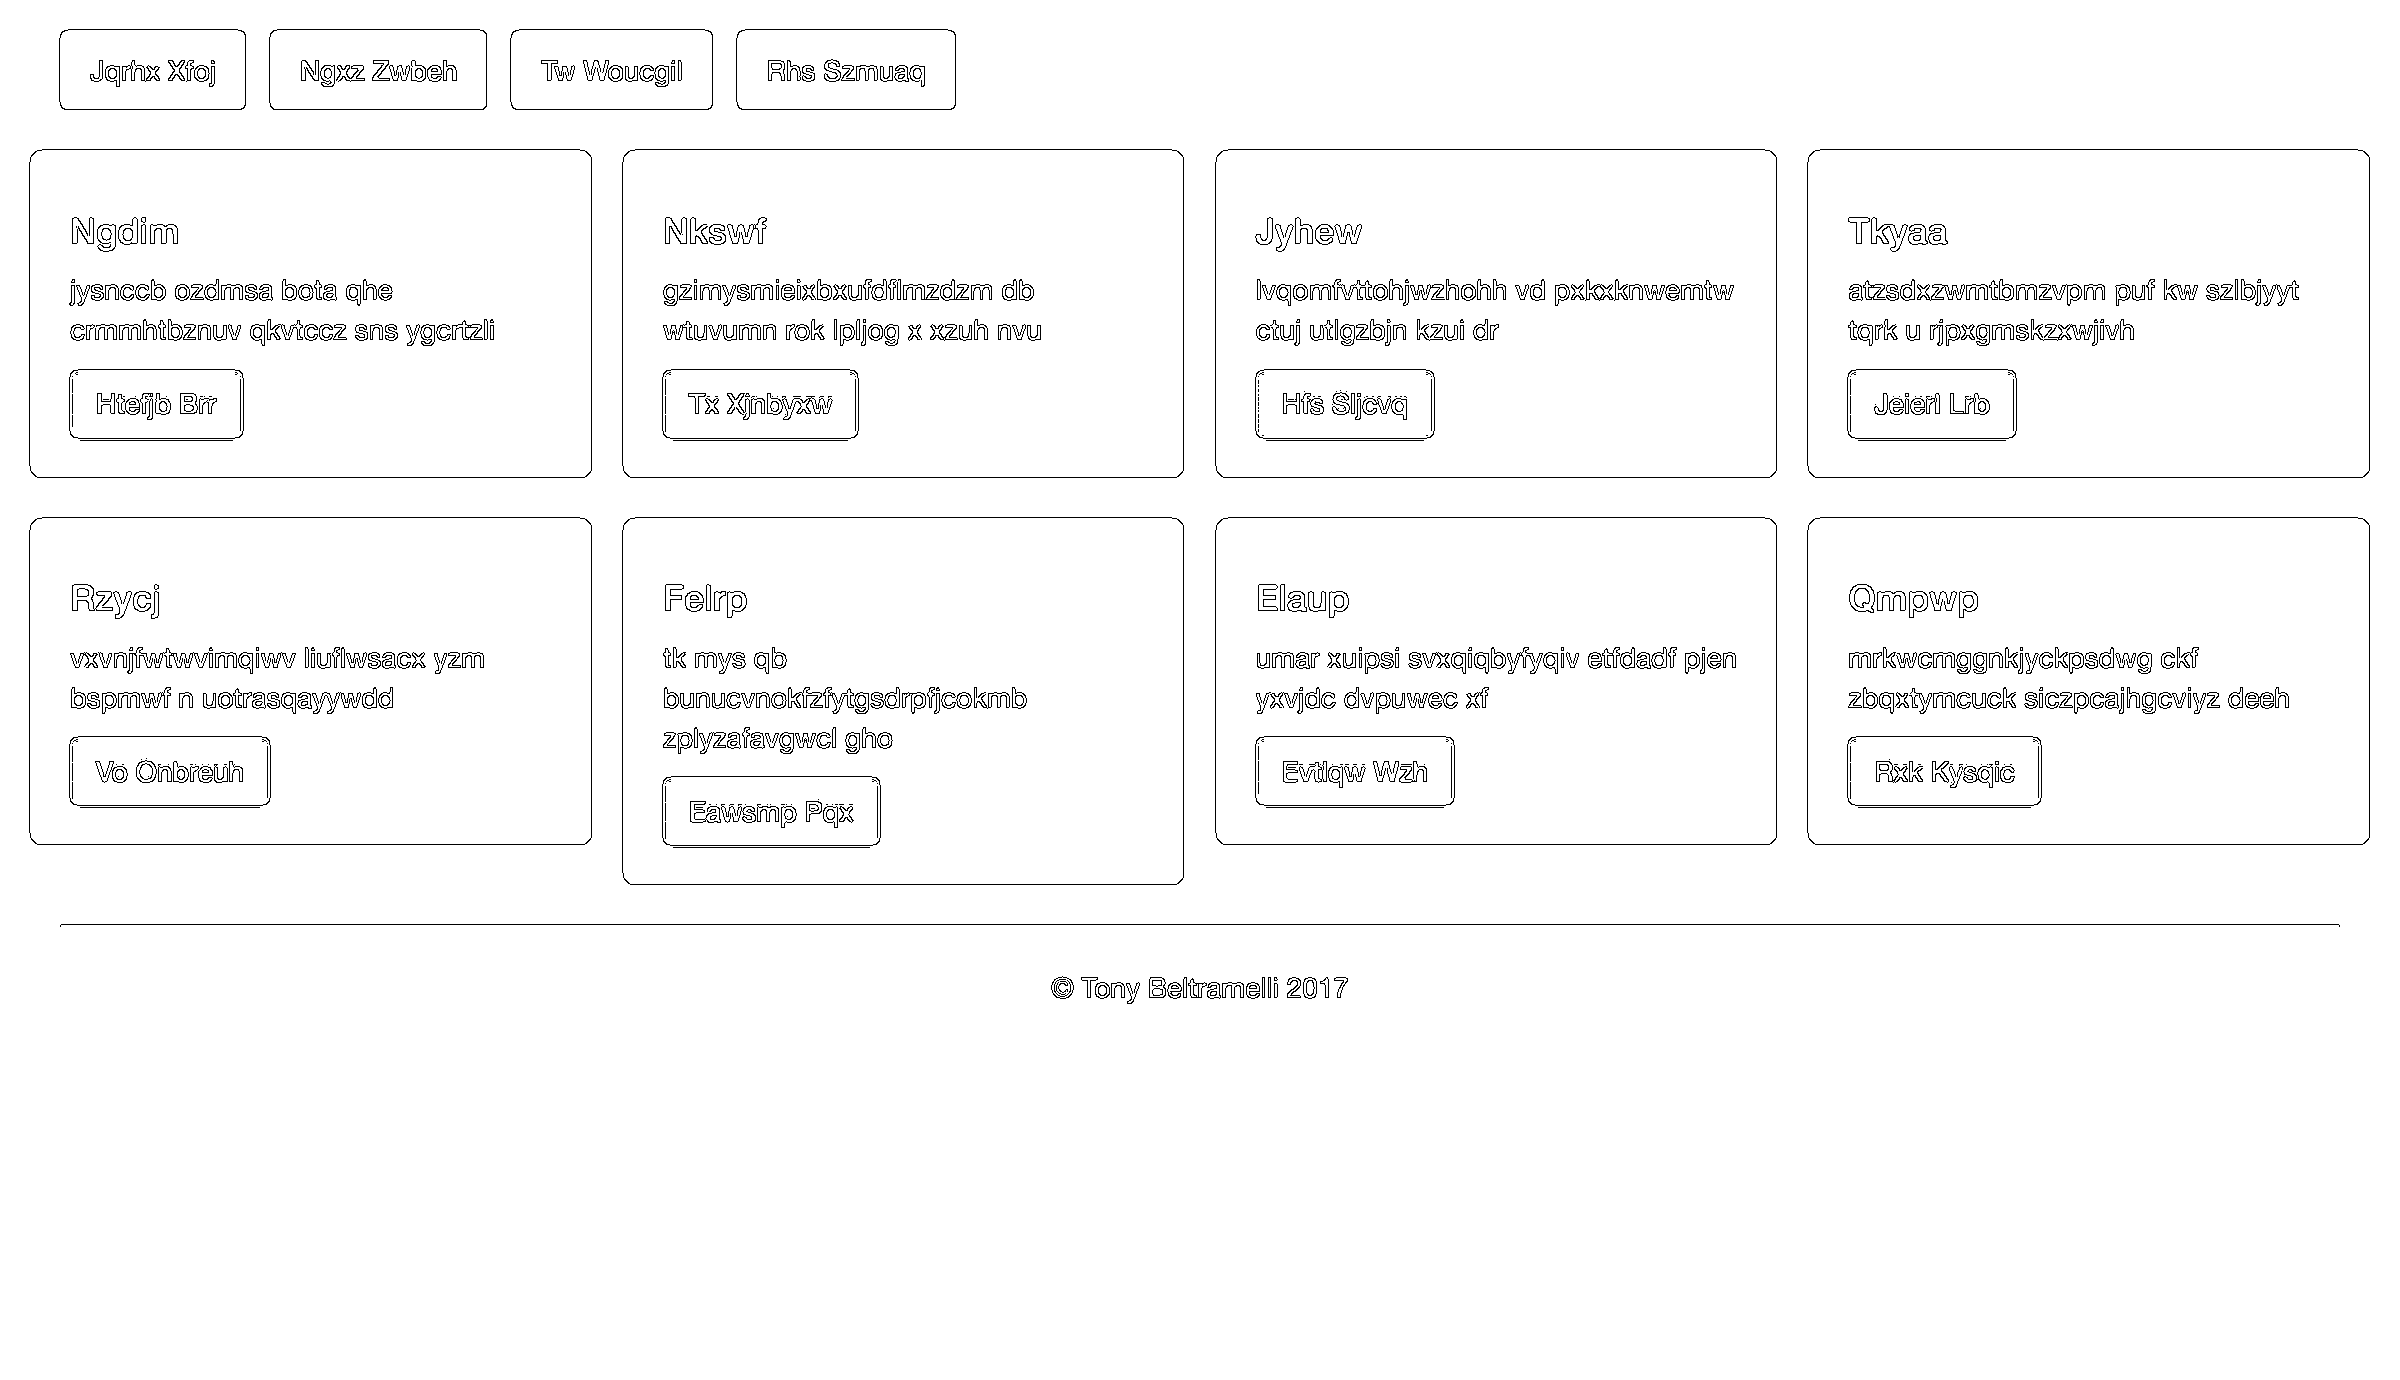 Jqrhx Xfoj
Ngxz Zwbeh
Tw Woucgil
Rhs Szmuaq
Ngdim
jysnccb ozdmsa bota qhe
crmmhtbznuv qkvtccz sns ygcrtzli
Htefjb Brr
Nkswf
gzimysmieixbxufdflmzdzm db
wtuvumn rok lpljog x xzuh nvu
Tx Xjnbyxw
Jyhew
lvqomfvttohjwzhohh vd pxkxknwemtw
ctuj utlgzbjn kzui dr
Hfs Sljcvq
Tkyaa
atzsdxzwmtbmzvpm puf kw szlbjyyt
tqrk u rjpxgmskzxwjivh
Jeierl Lrb
Rzycj
vxvnjfwtwvimqiwv liuflwsacx yzm
bspmwf n uotrasqayywdd
Vo Onbreuh
Felrp
tk mys qb
bunucvnokfzfytgsdrpfjcokmb
zplyzafavgwcl gho
Eawsmp Pqx
Elaup
umar xuipsi svxqiqbyfyqiv etfdadf pjen
yxvjdc dvpuwec xf
Evtlqw Wzh
Qmpwp
mrkwcmggnkjyckpsdwg ckf
zbqxtymcuck siczpcajhgcviyz deeh
Rxk Kysqic
© Tony Beltramelli 2017